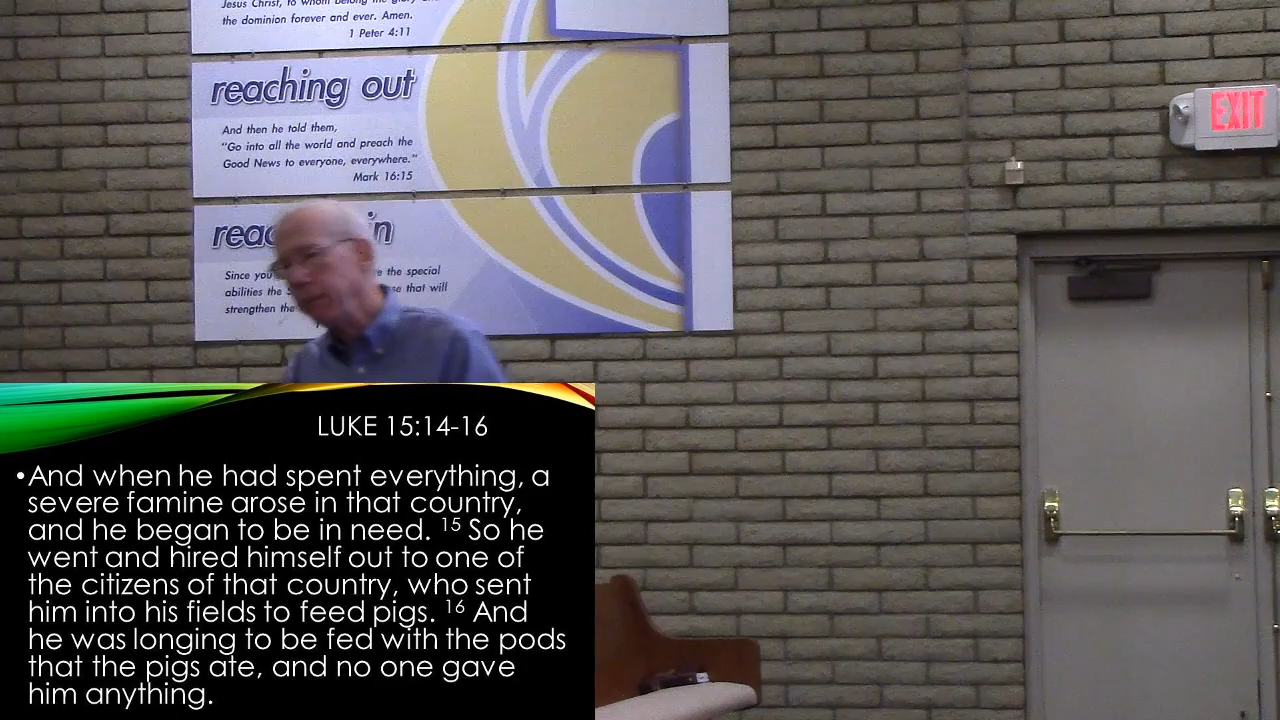 Jesus Christ, to whom belong the glory and
the dominion forever and ever. Amen.
1 Peter 4:11
reaching out
And then he told them,
"Go into all the world and preach the
Good News to everyone, everywhere."
Mark 16:15
in
Since you the special
abilities the that will
strengthen the
EXIT
LUKE 15:14-16
•And when he had spent everything, a
severe famine arose in that country,
and he began to be in need. 15 So he
went and hired himself out to one of
the citizens of that country, who sent
him into his fields to feed pigs. 16 And
he was longing to be fed with the pods
that the pigs ate, and no one gave
him anything.